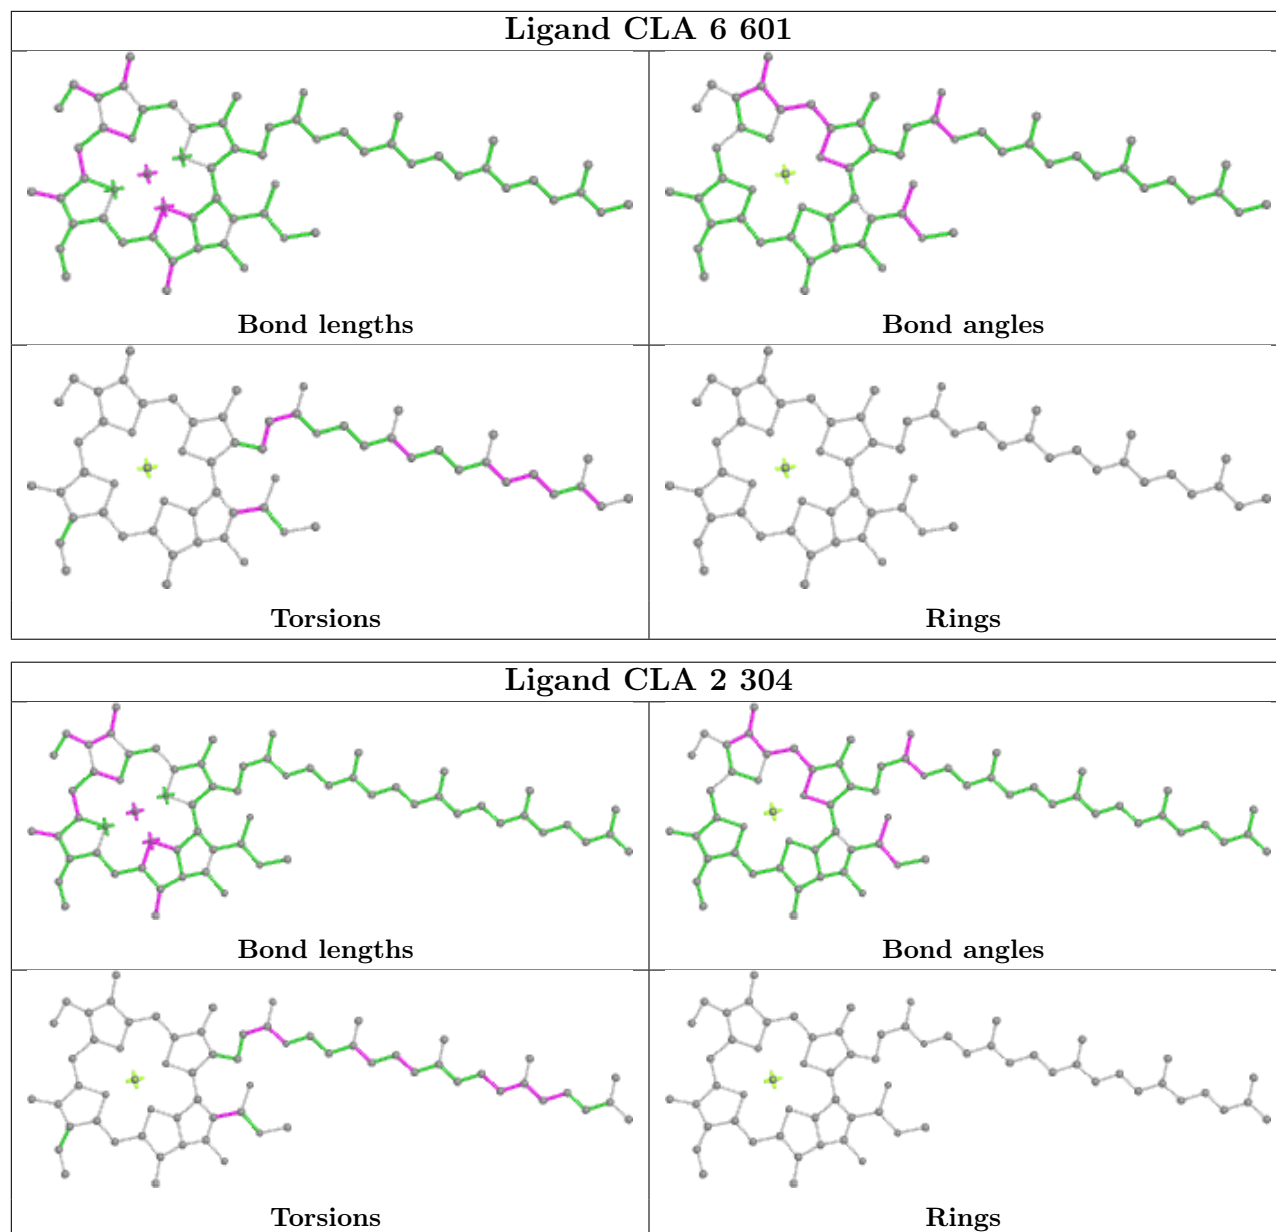 Ligand CLA 6 601
Bond lengths
Bond angles
Torsions
Rings
Ligand CLA 2 304
Bond lengths
Bond angles
Torsions
Rings